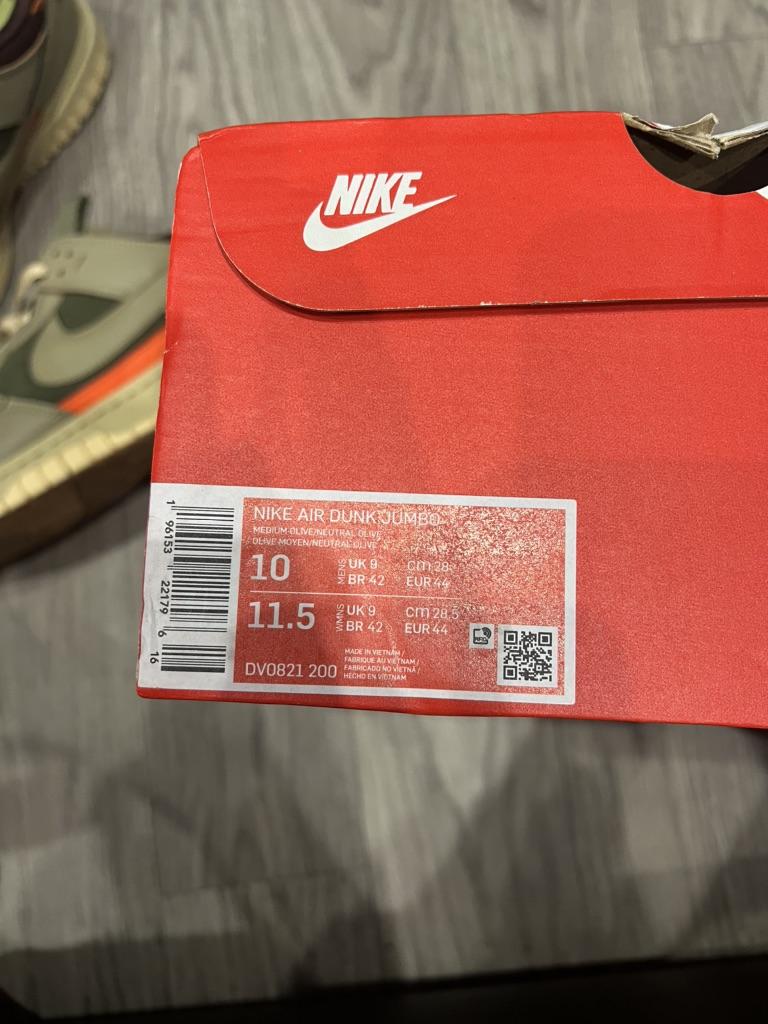 NIKE
NIKE AIR DUNK JUMBO
MEDIUM OLIVE/NEUTRAL OLIVE
OLIVE MOYEN/NEUTRAL OLIVE
10 MENS UK 9 cm 28
BR 42 EUR 44
11.5 WMNS UK 9 cm 28.5
BR 42 EUR 44
DV0821 200
MADE IN VIETNAM /
FABRIQUE AU VIETNAM /
FABRICADO NO VIETNÃ /
HECHO EN VIETNAM
1 96153 22179 6 16